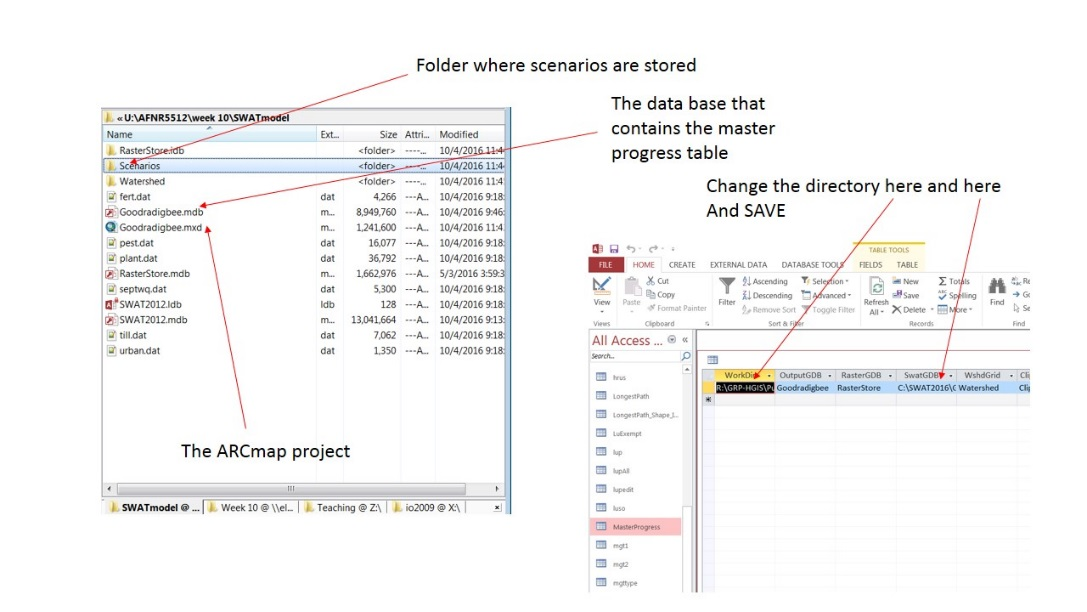 Folder where scenarios are stored
The data base that
contains the master
progress table
Change the directory here and here
And SAVE
« U:\AFNR5512\week 10\SWATmodel
Name Ext... Size Attri... Modified
RasterStore.idb <folder> ----... 10/4/2016 11:4
Scenarios <folder> ----... 10/4/2016 11:4
Watershed <folder> ----... 10/4/2016 11:4
fert.dat dat 4,266 ---A... 10/4/2016 9:18:
Goodradigbee.mdb m... 8,949,760 ---A... 10/4/2016 9:46:
Goodradigbee.mxd m... 1,241,600 ---A... 10/4/2016 11:4
pest.dat dat 16,077 ---A... 10/4/2016 9:18:
plant.dat dat 36,792 ---A... 10/4/2016 9:18:
RasterStore.mdb m... 1,662,976 ---A... 5/3/2016 3:59:3
septwq.dat dat 5,300 ---A... 10/4/2016 9:18:
SWAT2012.ldb ldb 128 ---A... 10/4/2016 9:18:
SWAT2012.mdb m... 13,041,664 ---A... 10/4/2016 9:13:
till.dat dat 7,062 ---A... 10/4/2016 9:18:
urban.dat dat 1,350 ---A... 10/4/2016 9:18:
The ARCmap project
SWATmodel @ ... Week 10 @ \\el... Teaching @ Z:\ io2009 @ X:\
TABLE TOOLS
FILE HOME CREATE EXTERNAL DATA DATABASE TOOLS FIELDS TABLE
View Paste Cut Copy Format Painter
Filter Ascending Descending Remove Sort Selection Advanced Toggle Filter
Refresh All New Save Delete Totals Spelling More Find
Views Clipboard Sort & Filter Records Find
All Access ...
Search...
hrus
LongestPath
LongestPath_Shape_I...
LuExempt
lup
lupAll
lupedit
luso
MasterProgress
mgt1
mgt2
mgttype
WorkDir OutputGDB RasterGDB SwatGDB WshdGrid Cli
R:\GRP-HGIS\Pu Goodradigbee RasterStore C:\SWAT2016\ Watershed Clip